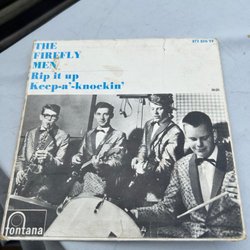 THE
FIREFLY
MEN
Rip it up
Keep-a'-knockin'
fontana